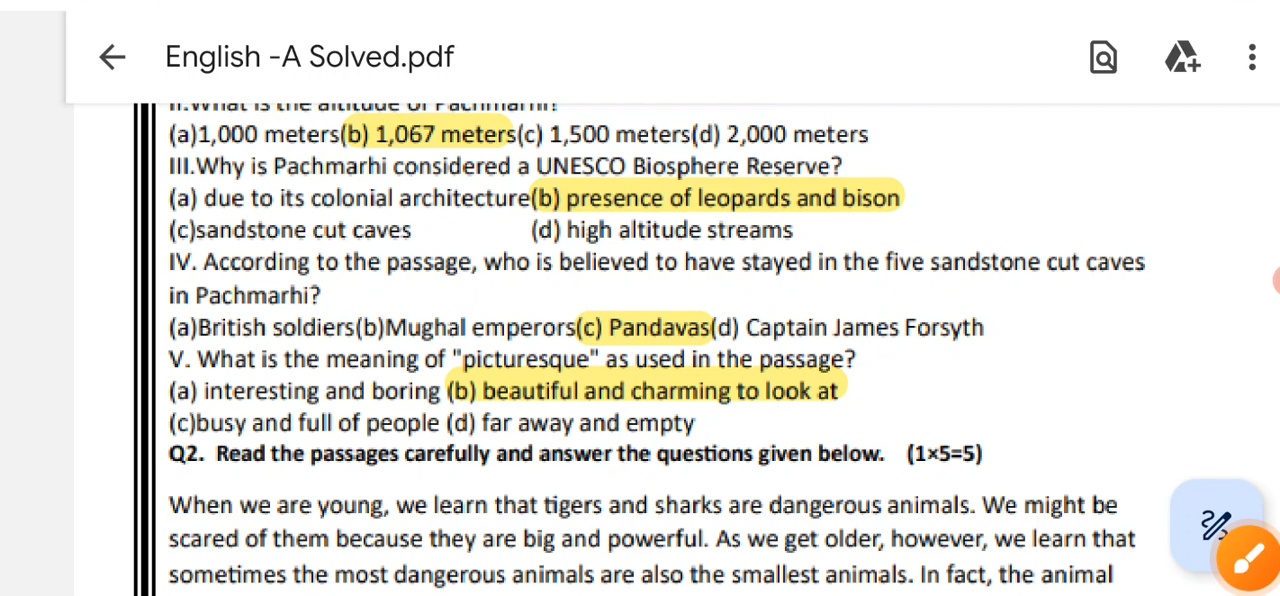 English -A Solved.pdf
II.What is the altitude of Pachmarhi?
(a)1,000 meters(b) 1,067 meters(c) 1,500 meters(d) 2,000 meters
III.Why is Pachmarhi considered a UNESCO Biosphere Reserve?
(a) due to its colonial architecture(b) presence of leopards and bison
(c)sandstone cut caves (d) high altitude streams
IV. According to the passage, who is believed to have stayed in the five sandstone cut caves
in Pachmarhi?
(a)British soldiers(b)Mughal emperors(c) Pandavas(d) Captain James Forsyth
V. What is the meaning of "picturesque" as used in the passage?
(a) interesting and boring (b) beautiful and charming to look at
(c)busy and full of people (d) far away and empty
Q2. Read the passages carefully and answer the questions given below. (1×5=5)
When we are young, we learn that tigers and sharks are dangerous animals. We might be
scared of them because they are big and powerful. As we get older, however, we learn that
sometimes the most dangerous animals are also the smallest animals. In fact, the animal